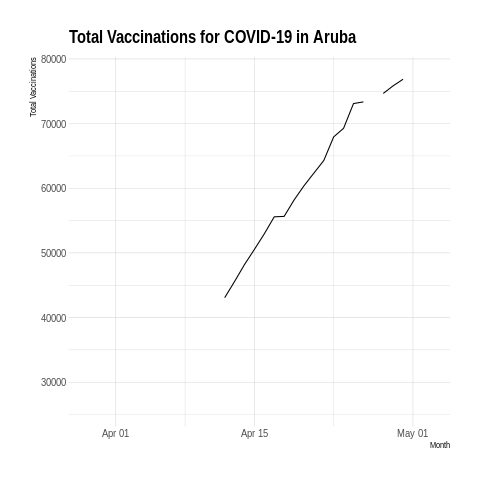 Total Vaccinations for COVID-19 in Aruba
Total Vaccinations
80000
70000
60000
50000
40000
30000
Apr 01
Apr 15
May 01
Month